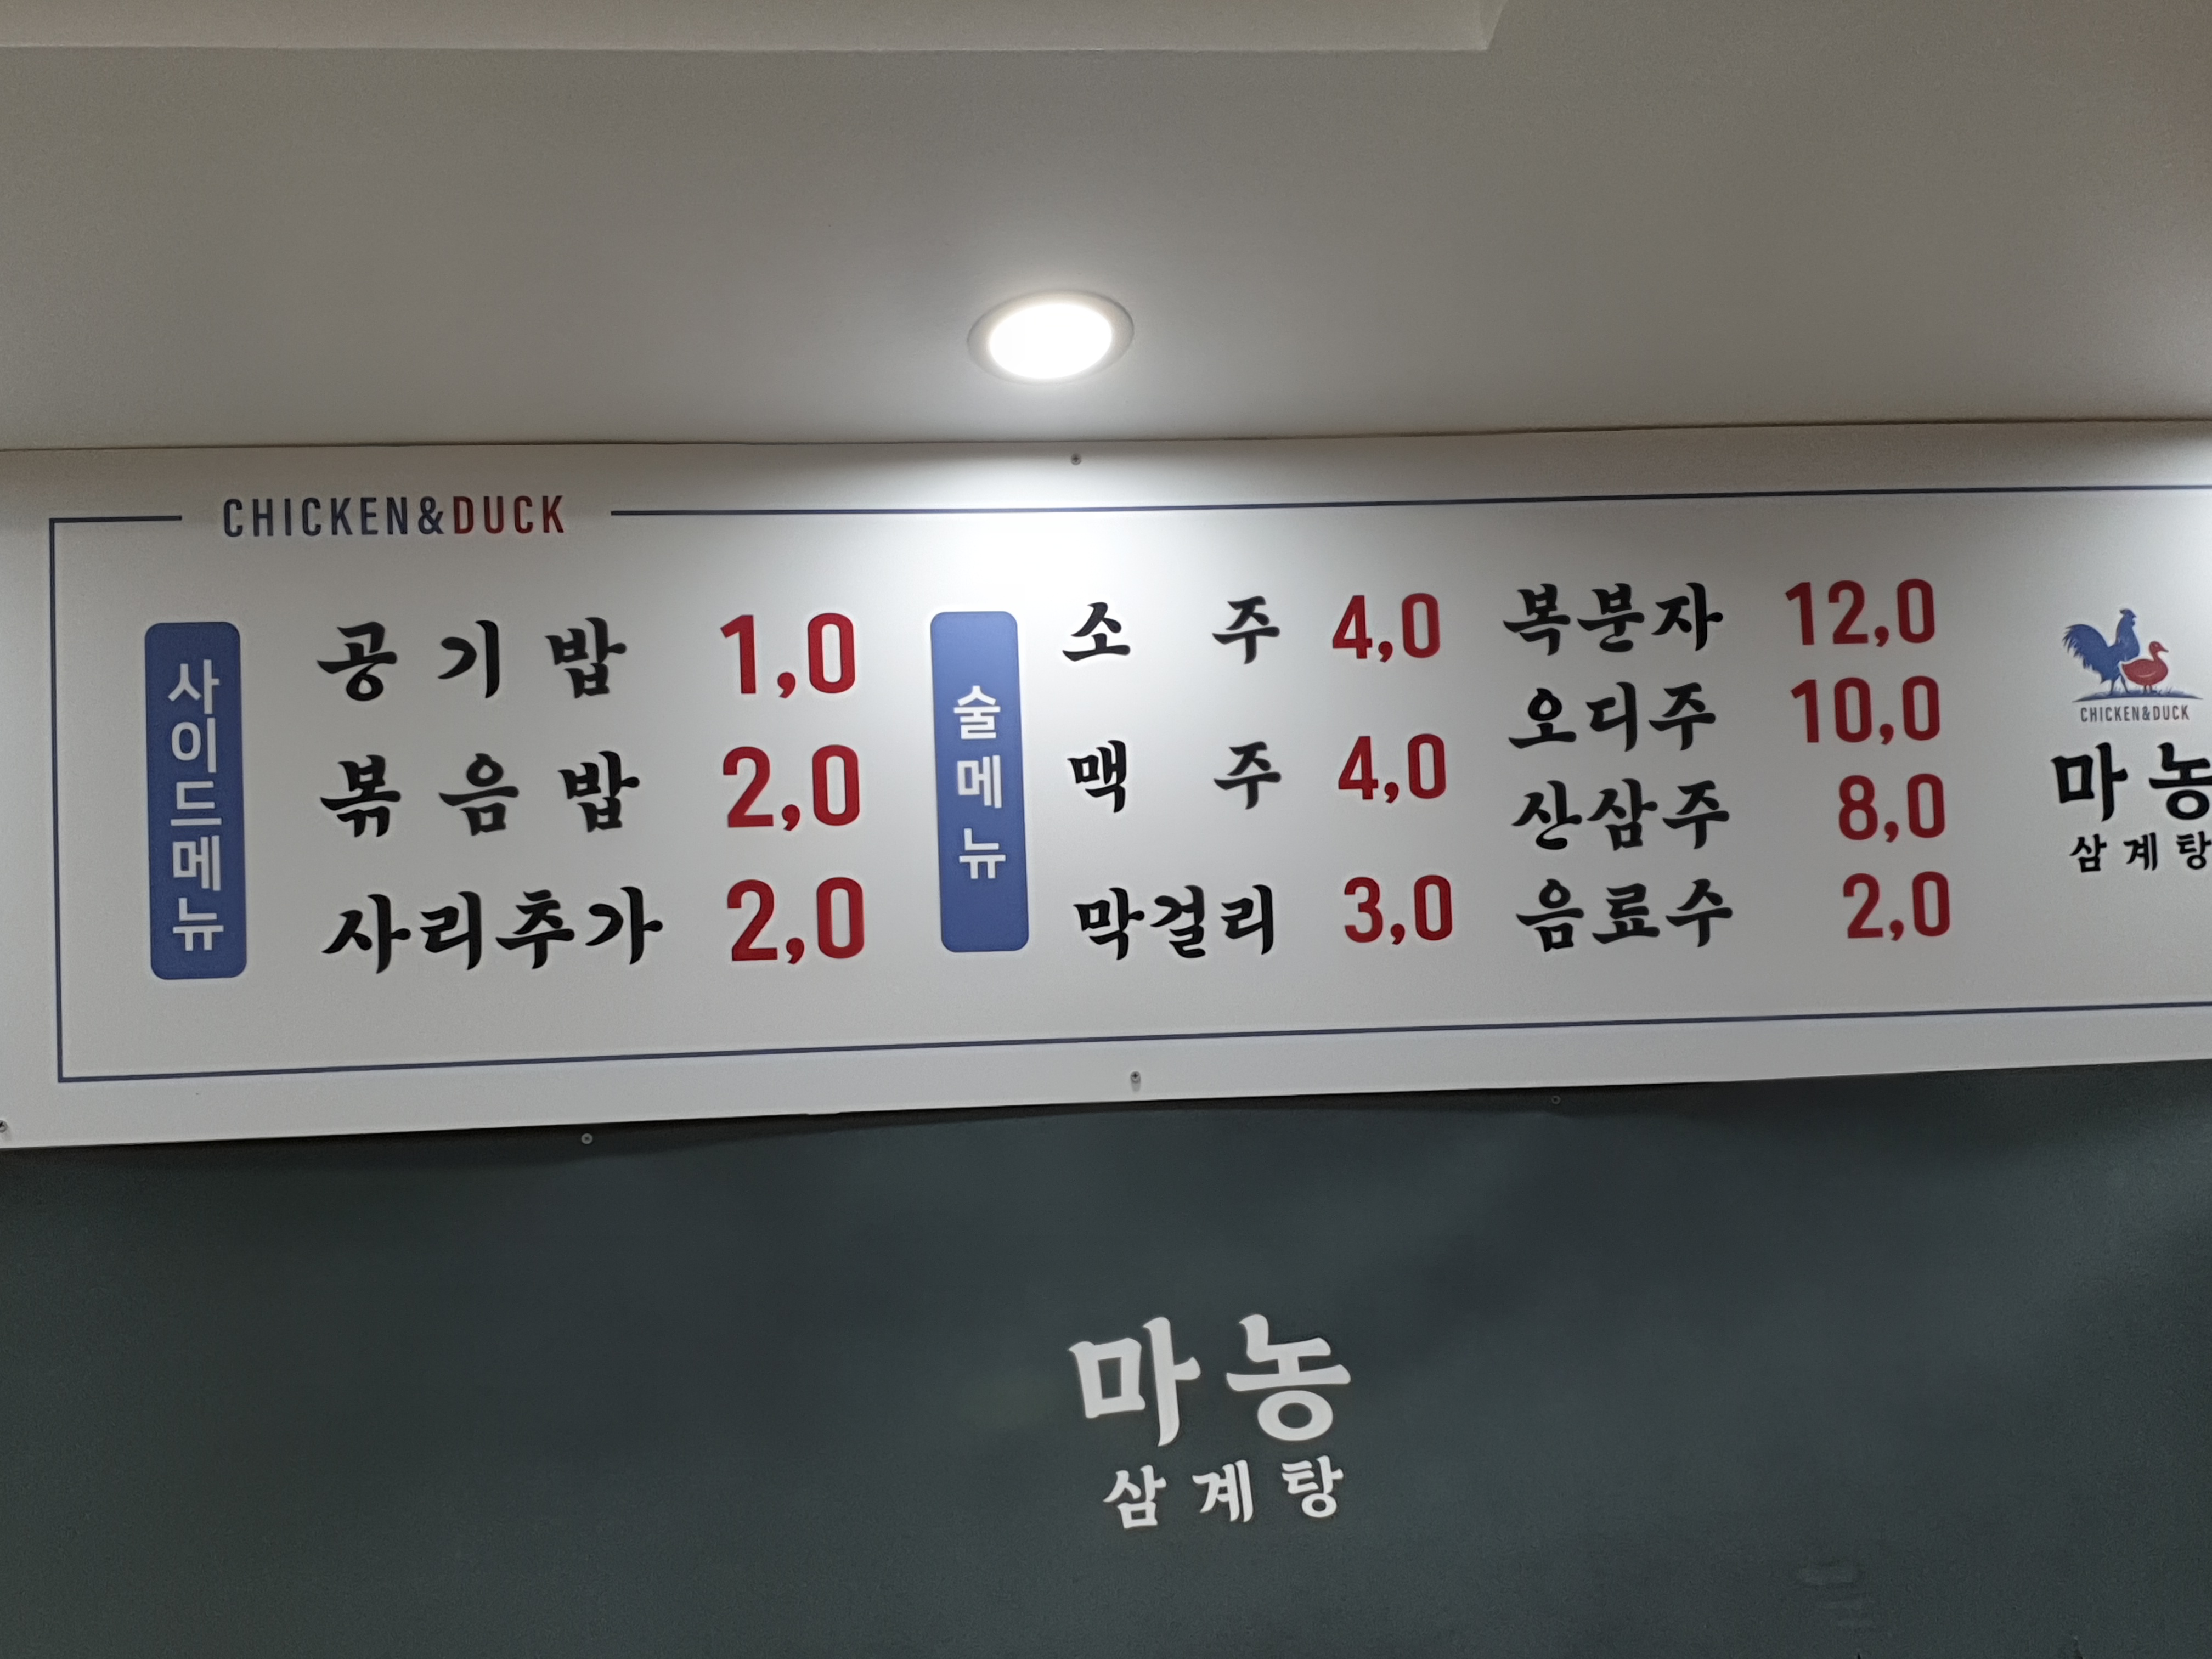 CHICKEN&DUCK
사이드메뉴
공기밥 1,0
볶음밥 2,0
사리추가 2,0
술메뉴
소주 4,0
맥주 4,0
막걸리 3,0
복분자 12,0
오디주 10,0
산삼주 8,0
음료수 2,0
CHICKEN&DUCK
마농
삼계탕
마농
삼계탕